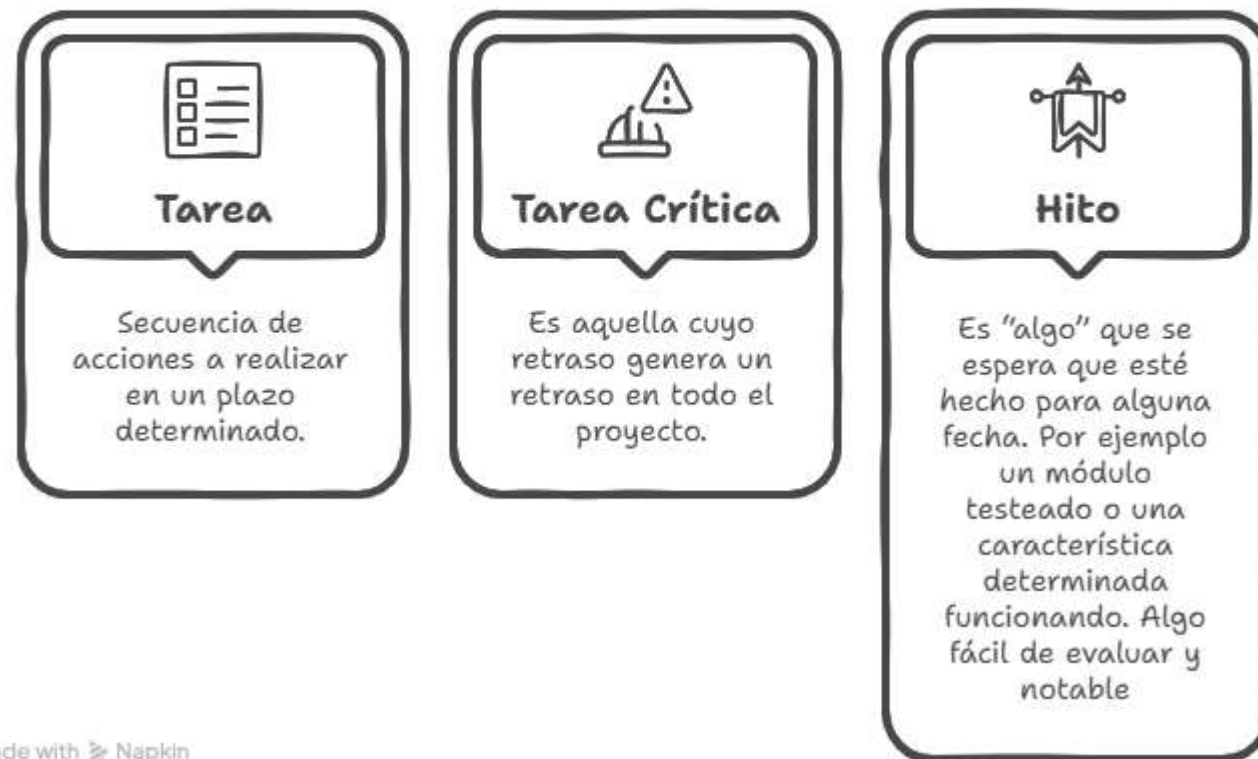 Tarea
Secuencia de
acciones a realizar
en un plazo
determinado.
Tarea Crítica
Es aquella cuyo
retraso genera un
retraso en todo el
proyecto.
Hito
Es "algo" que se
espera que esté
hecho para alguna
fecha. Por ejemplo
un módulo
testeado o una
característica
determinada
funcionando. Algo
fácil de evaluar y
notable
de with Napkin